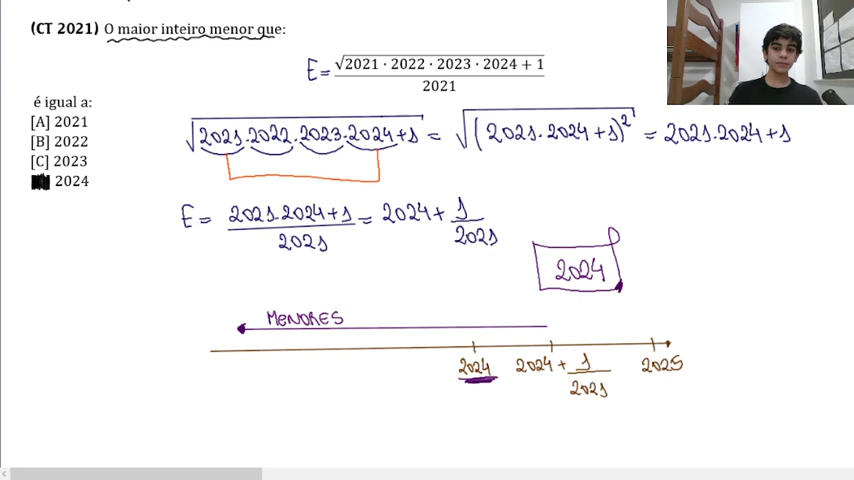 (CT 2021) O maior inteiro menor que:
E = √2021 · 2022 · 2023 · 2024 + 1
2021
é igual a:
[A] 2021
[B] 2022
[C] 2023
2024
√2021.2022.2023.2024+1 = √(2021.2024+1)² = 2021.2024+1
E = 2021.2024+1 / 2021 = 2024 + 1 / 2021
2024
MENORES
2024 2024 + 1 / 2021 2025